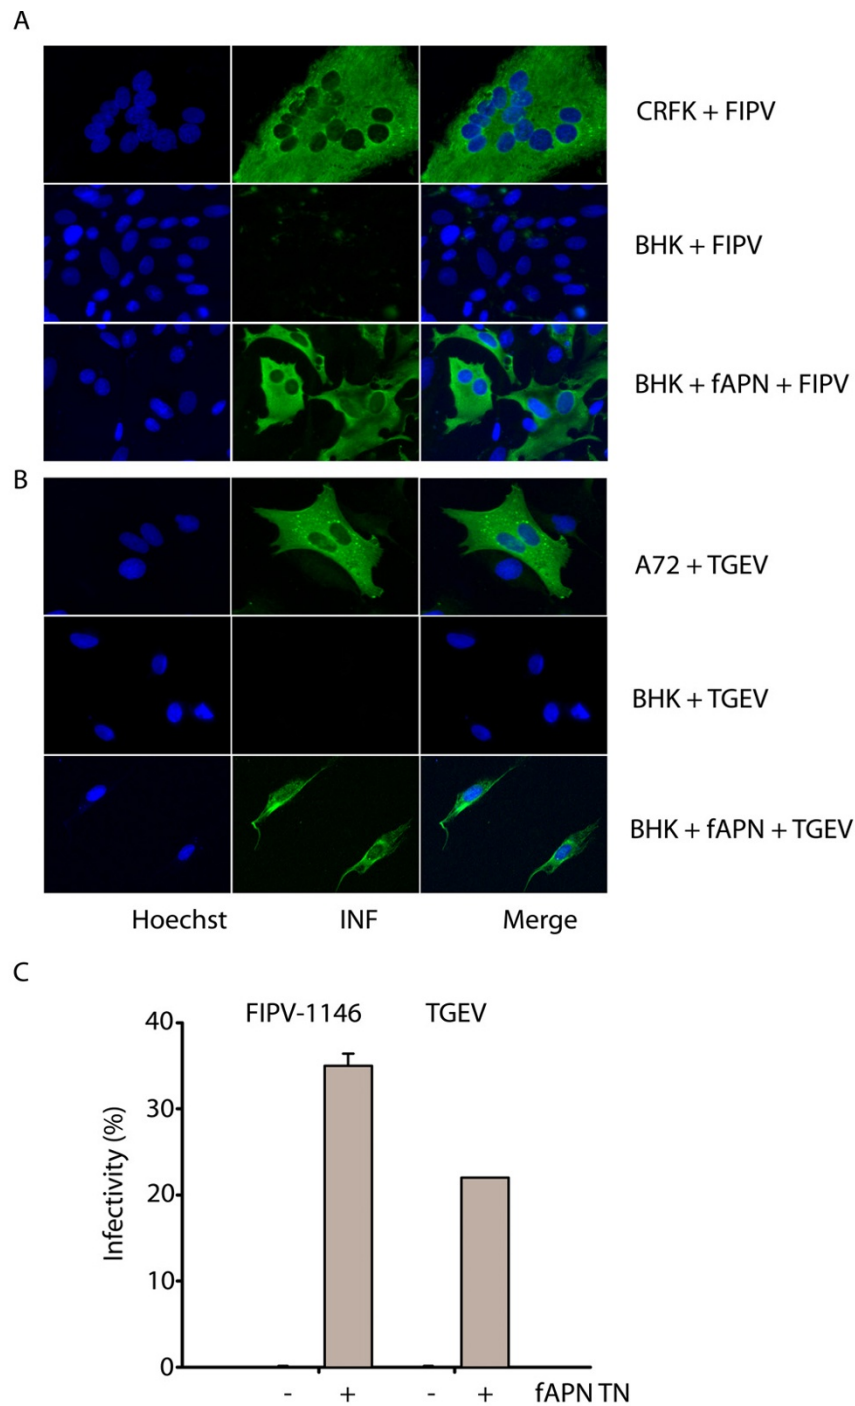 A
CRFK + FIPV
BHK + FIPV
BHK + fAPN + FIPV
B
A72 + TGEV
BHK + TGEV
BHK + fAPN + TGEV
Hoechst INF Merge
C
FIPV-1146 TGEV
40
30
20
10
0
Infectivity (%)
- + - + fAPN TN